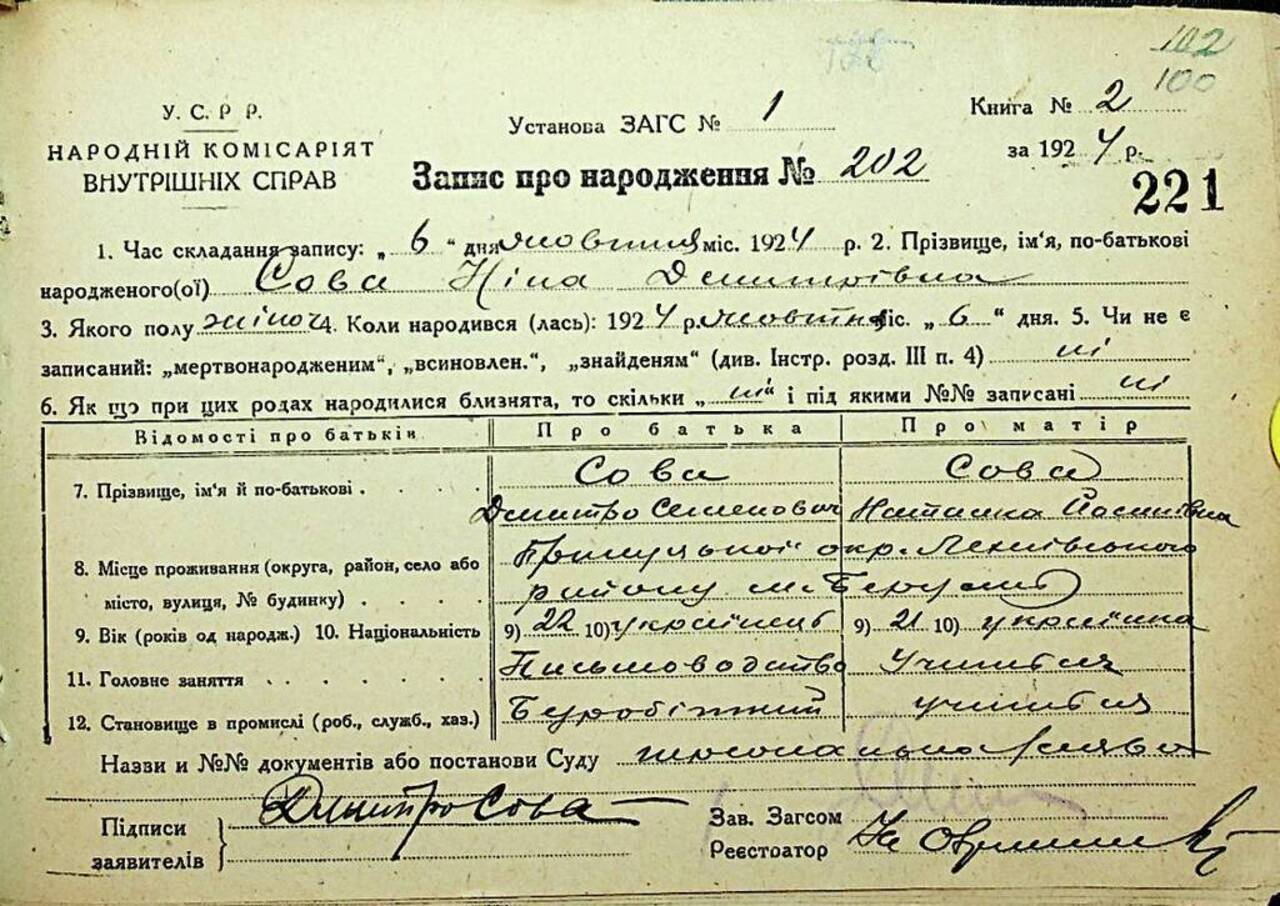 102
100
У. С. Р Р.
НАРОДНІЙ КОМІСАРІЯТ
ВНУТРІШНІХ СПРАВ
Установа ЗАГС № 1
Книга № 2
за 1924 р.
Запис про народження № 202
221
1. Час складання запису: „ 6 “ дня жовтня міс. 1924 р. 2. Прізвище, ім'я, по-батькові
народженого(ої) Сова Ніна Дмитрівна
3. Якого полу жіноч 4. Коли народився (лась): 1924 р. жовтня міс. „ 6 “ дня. 5. Чи не є
записаний: „мертвонародженим“, „всиновлен.“, „знайденям“ (див. Інстр. розд. III п. 4) ні
6. Як що при цих родах народилися близнята, то скільки „ ні “ і під якими №№ записані ні
Відомості про батьків Про батька Про матір
7. Прізвище, ім'я й по-батькові . Сова Дмитро Семенович Сова Наталка
8. Місце проживання (округа, район, село або місто, вулиця, № будинку) Прилуцької окр. району
9. Вік (років од народж.) 10. Національність 9) 22 10) українець 9) 21 10) українка
11. Головне заняття Письмоводство Учителя
12. Становище в промислі (роб., служб., хаз.) учителя
Назви и №№ документів або постанови Суду
Підписи заявителів Дмитро Сова
Зав. Загсом
Реєстратор